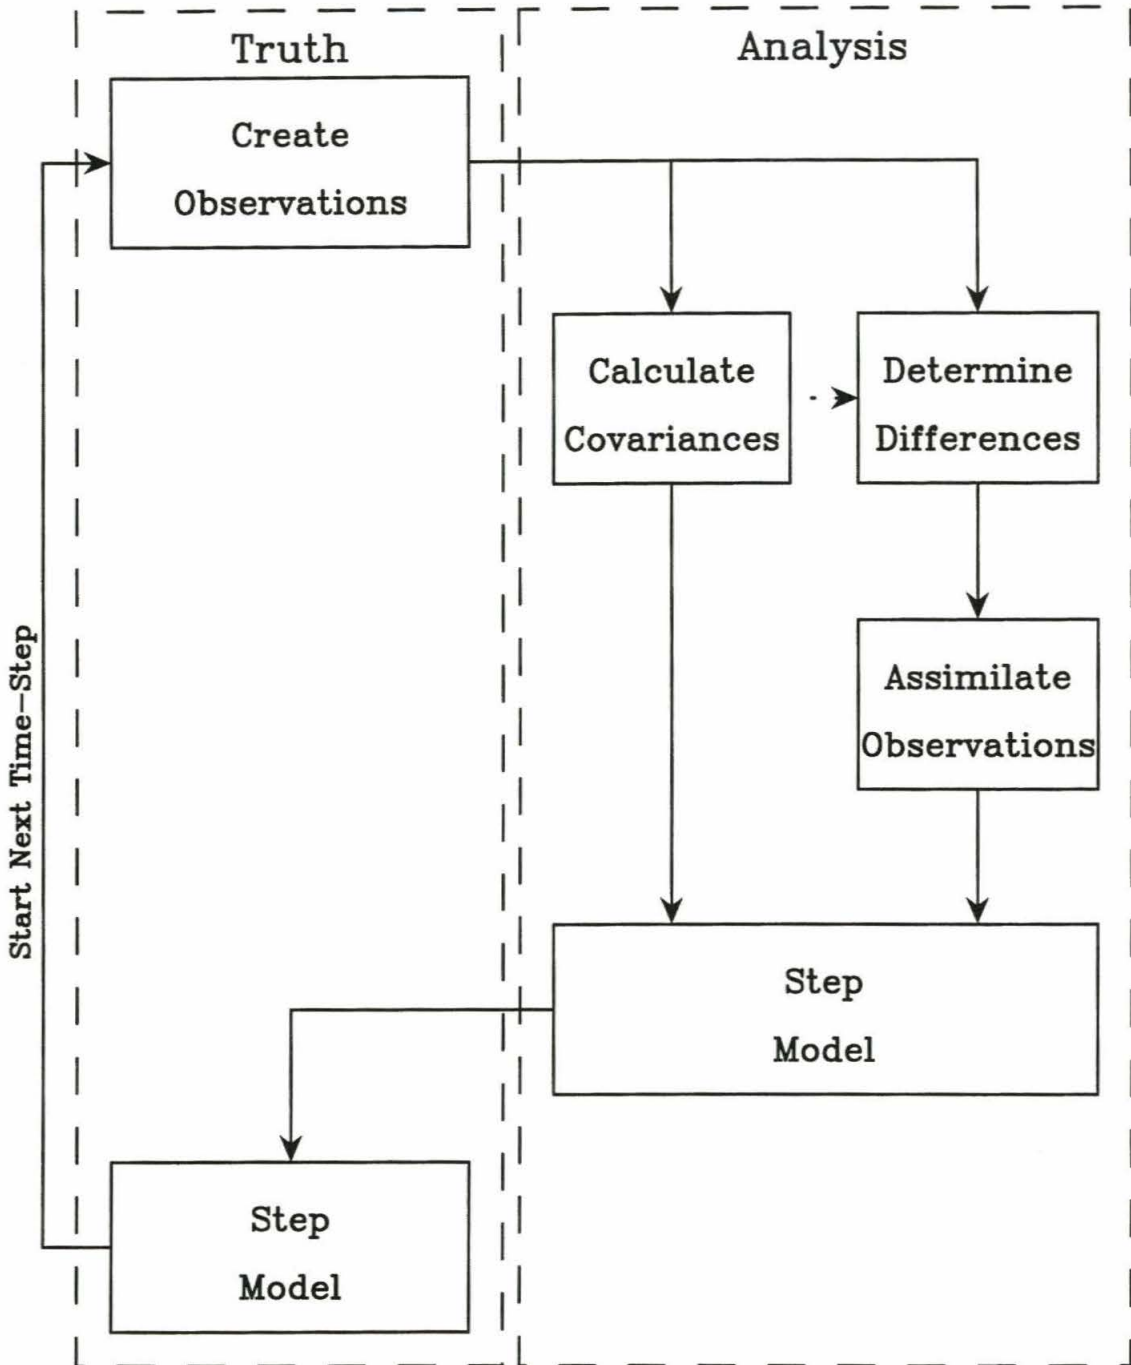 Truth
Analysis
Create
Observations
Calculate
Covariances
Determine
Differences
Assimilate
Observations
Step
Model
Step
Model
Start Next Time–Step